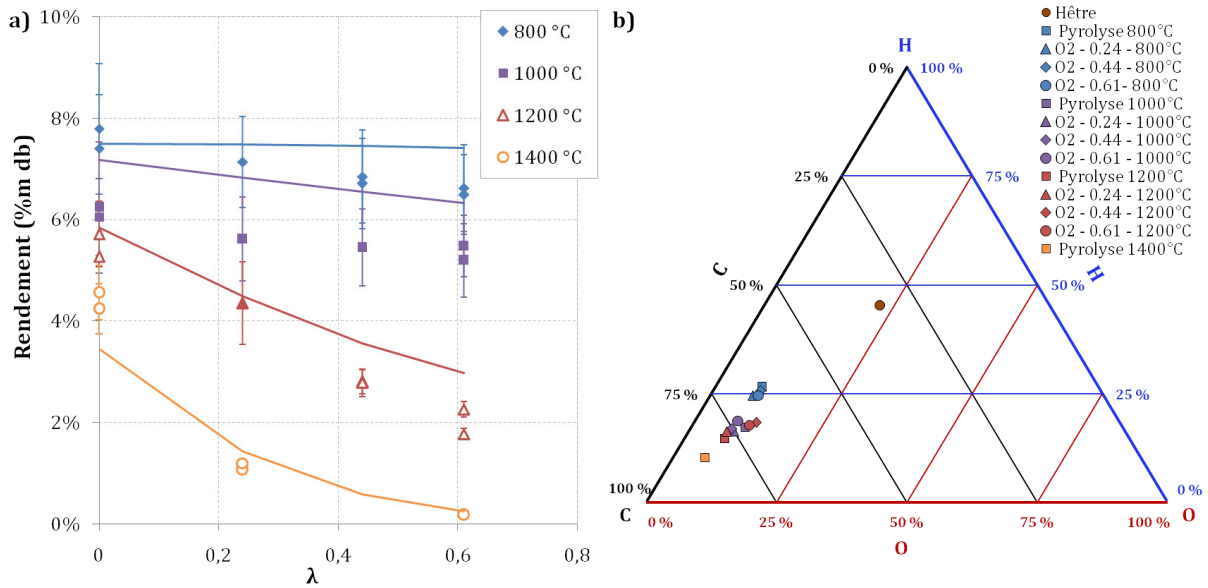 a)
10%
8%
6%
4%
2%
0%
Rendement (%m db)
0
0,2
0,4
0,6
0,8
λ
800 °C
1000 °C
1200 °C
1400 °C
b)
Hêtre
Pyrolyse 800°C
O2 - 0.24 - 800°C
O2 - 0.44 - 800°C
O2 - 0.61- 800°C
Pyrolyse 1000°C
O2 - 0.24 - 1000°C
O2 - 0.44 - 1000°C
O2 - 0.61 - 1000°C
Pyrolyse 1200°C
O2 - 0.24 - 1200°C
O2 - 0.44 - 1200°C
O2 - 0.61 - 1200°C
Pyrolyse 1400°C
H
0 % 100 %
25 % 75 %
C
H
50 % 50 %
75 % 25 %
100 % 0 %
C O
0 % 25 % 50 % 75 % 100 %
O